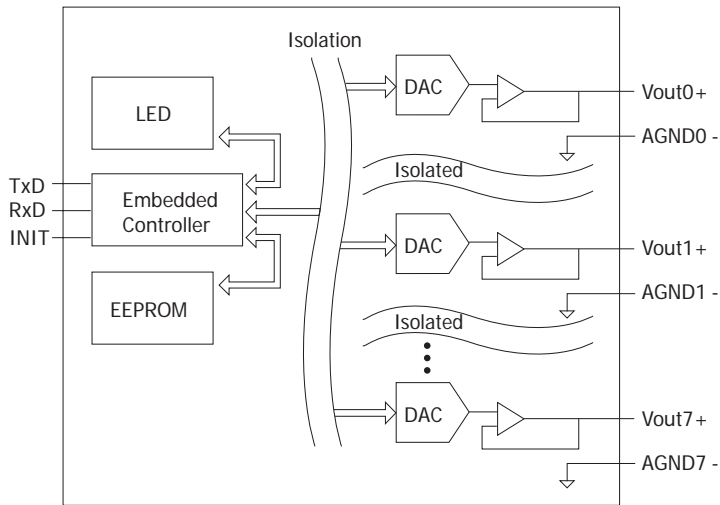 Isolation
LED
TxD
RxD
INIT
Embedded
Controller
EEPROM
DAC
Vout0+
AGND0 -
Isolated
DAC
Vout1+
AGND1 -
Isolated
DAC
Vout7+
AGND7 -